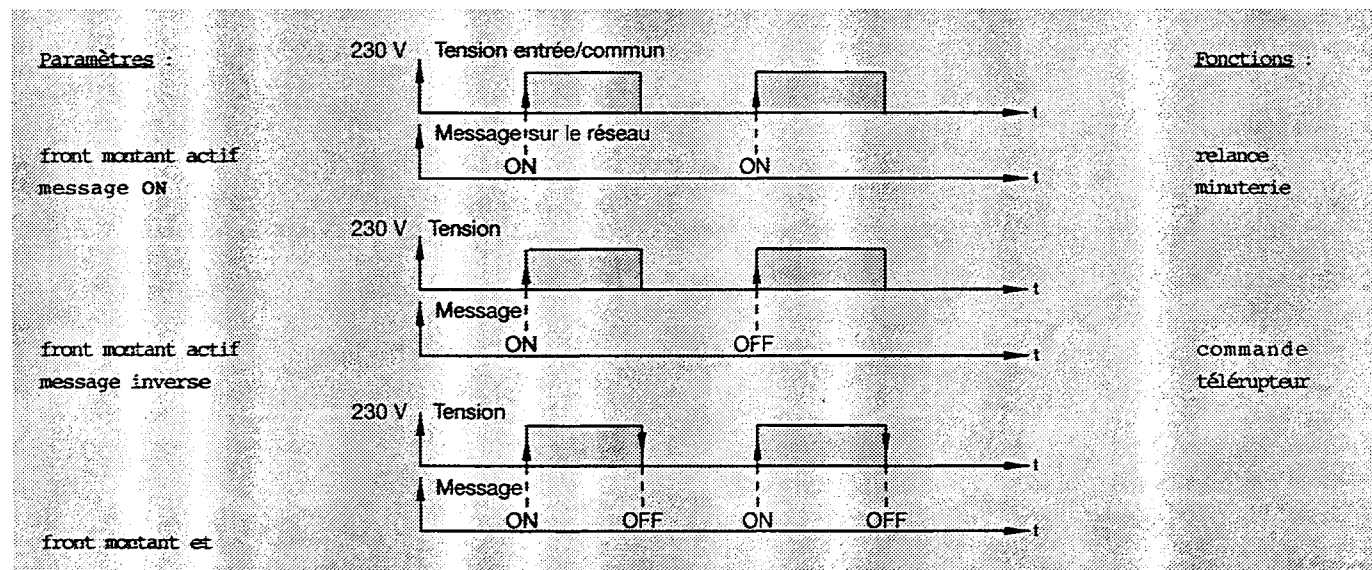 Paramètres :
230 V Tension entrée/commun
Fonctions :
t
Message sur le réseau
front montant actif
message ON
ON ON
t
relance
minuterie
230 V Tension
t
Message
front montant actif
message inverse
ON OFF
t
commande
télérupteur
230 V Tension
t
Message
ON OFF ON OFF
t
front montant et